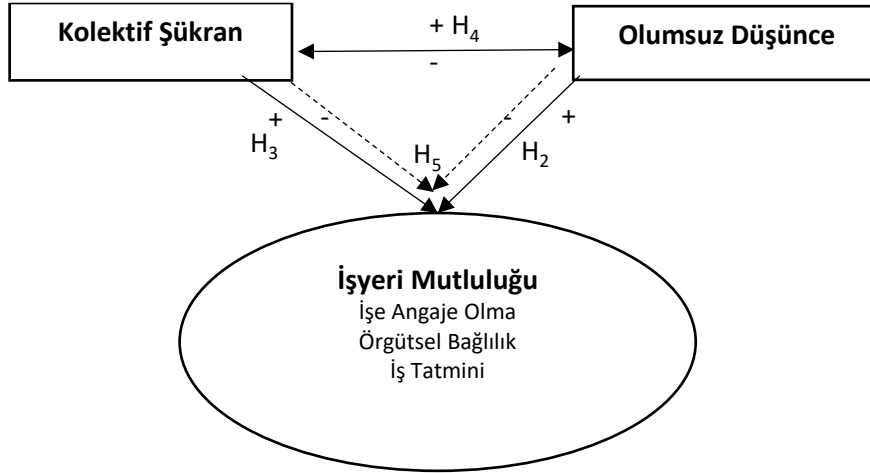 Kolektif Şükran
+ H₄
-
Olumsuz Düşünce
+ -
H₃
H₅
- +
H₂
İşyeri Mutluluğu
İşe Angaje Olma
Örgütsel Bağlılık
İş Tatmini